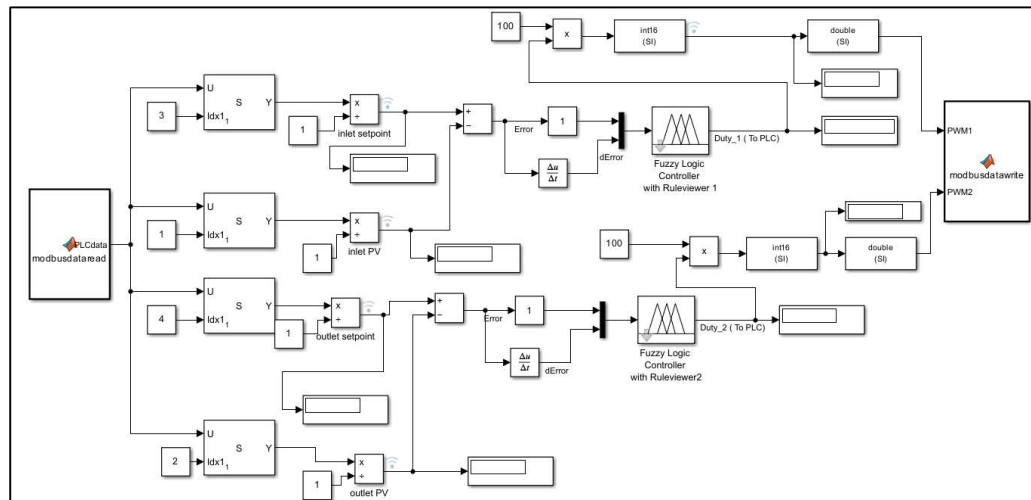 100
x
int16
(SI)
double
(SI)
U
S
Y
Idx1 1
3
1
x
÷
inlet setpoint
+
−
Error
1
Δu
Δt
dError
Fuzzy Logic
Controller
with Ruleviewer 1
Duty_1 ( To PLC)
PWM1
modbusdatawrite
PWM2
U
S
Y
Idx1 1
1
1
x
÷
inlet PV
PLCdata
modbusdataread
100
x
int16
(SI)
double
(SI)
U
S
Y
Idx1 1
4
1
x
÷
outlet setpoint
+
−
Error
1
Δu
Δt
dError
Fuzzy Logic
Controller
with Ruleviewer2
Duty_2 ( To PLC)
U
S
Y
Idx1 1
2
1
x
÷
outlet PV